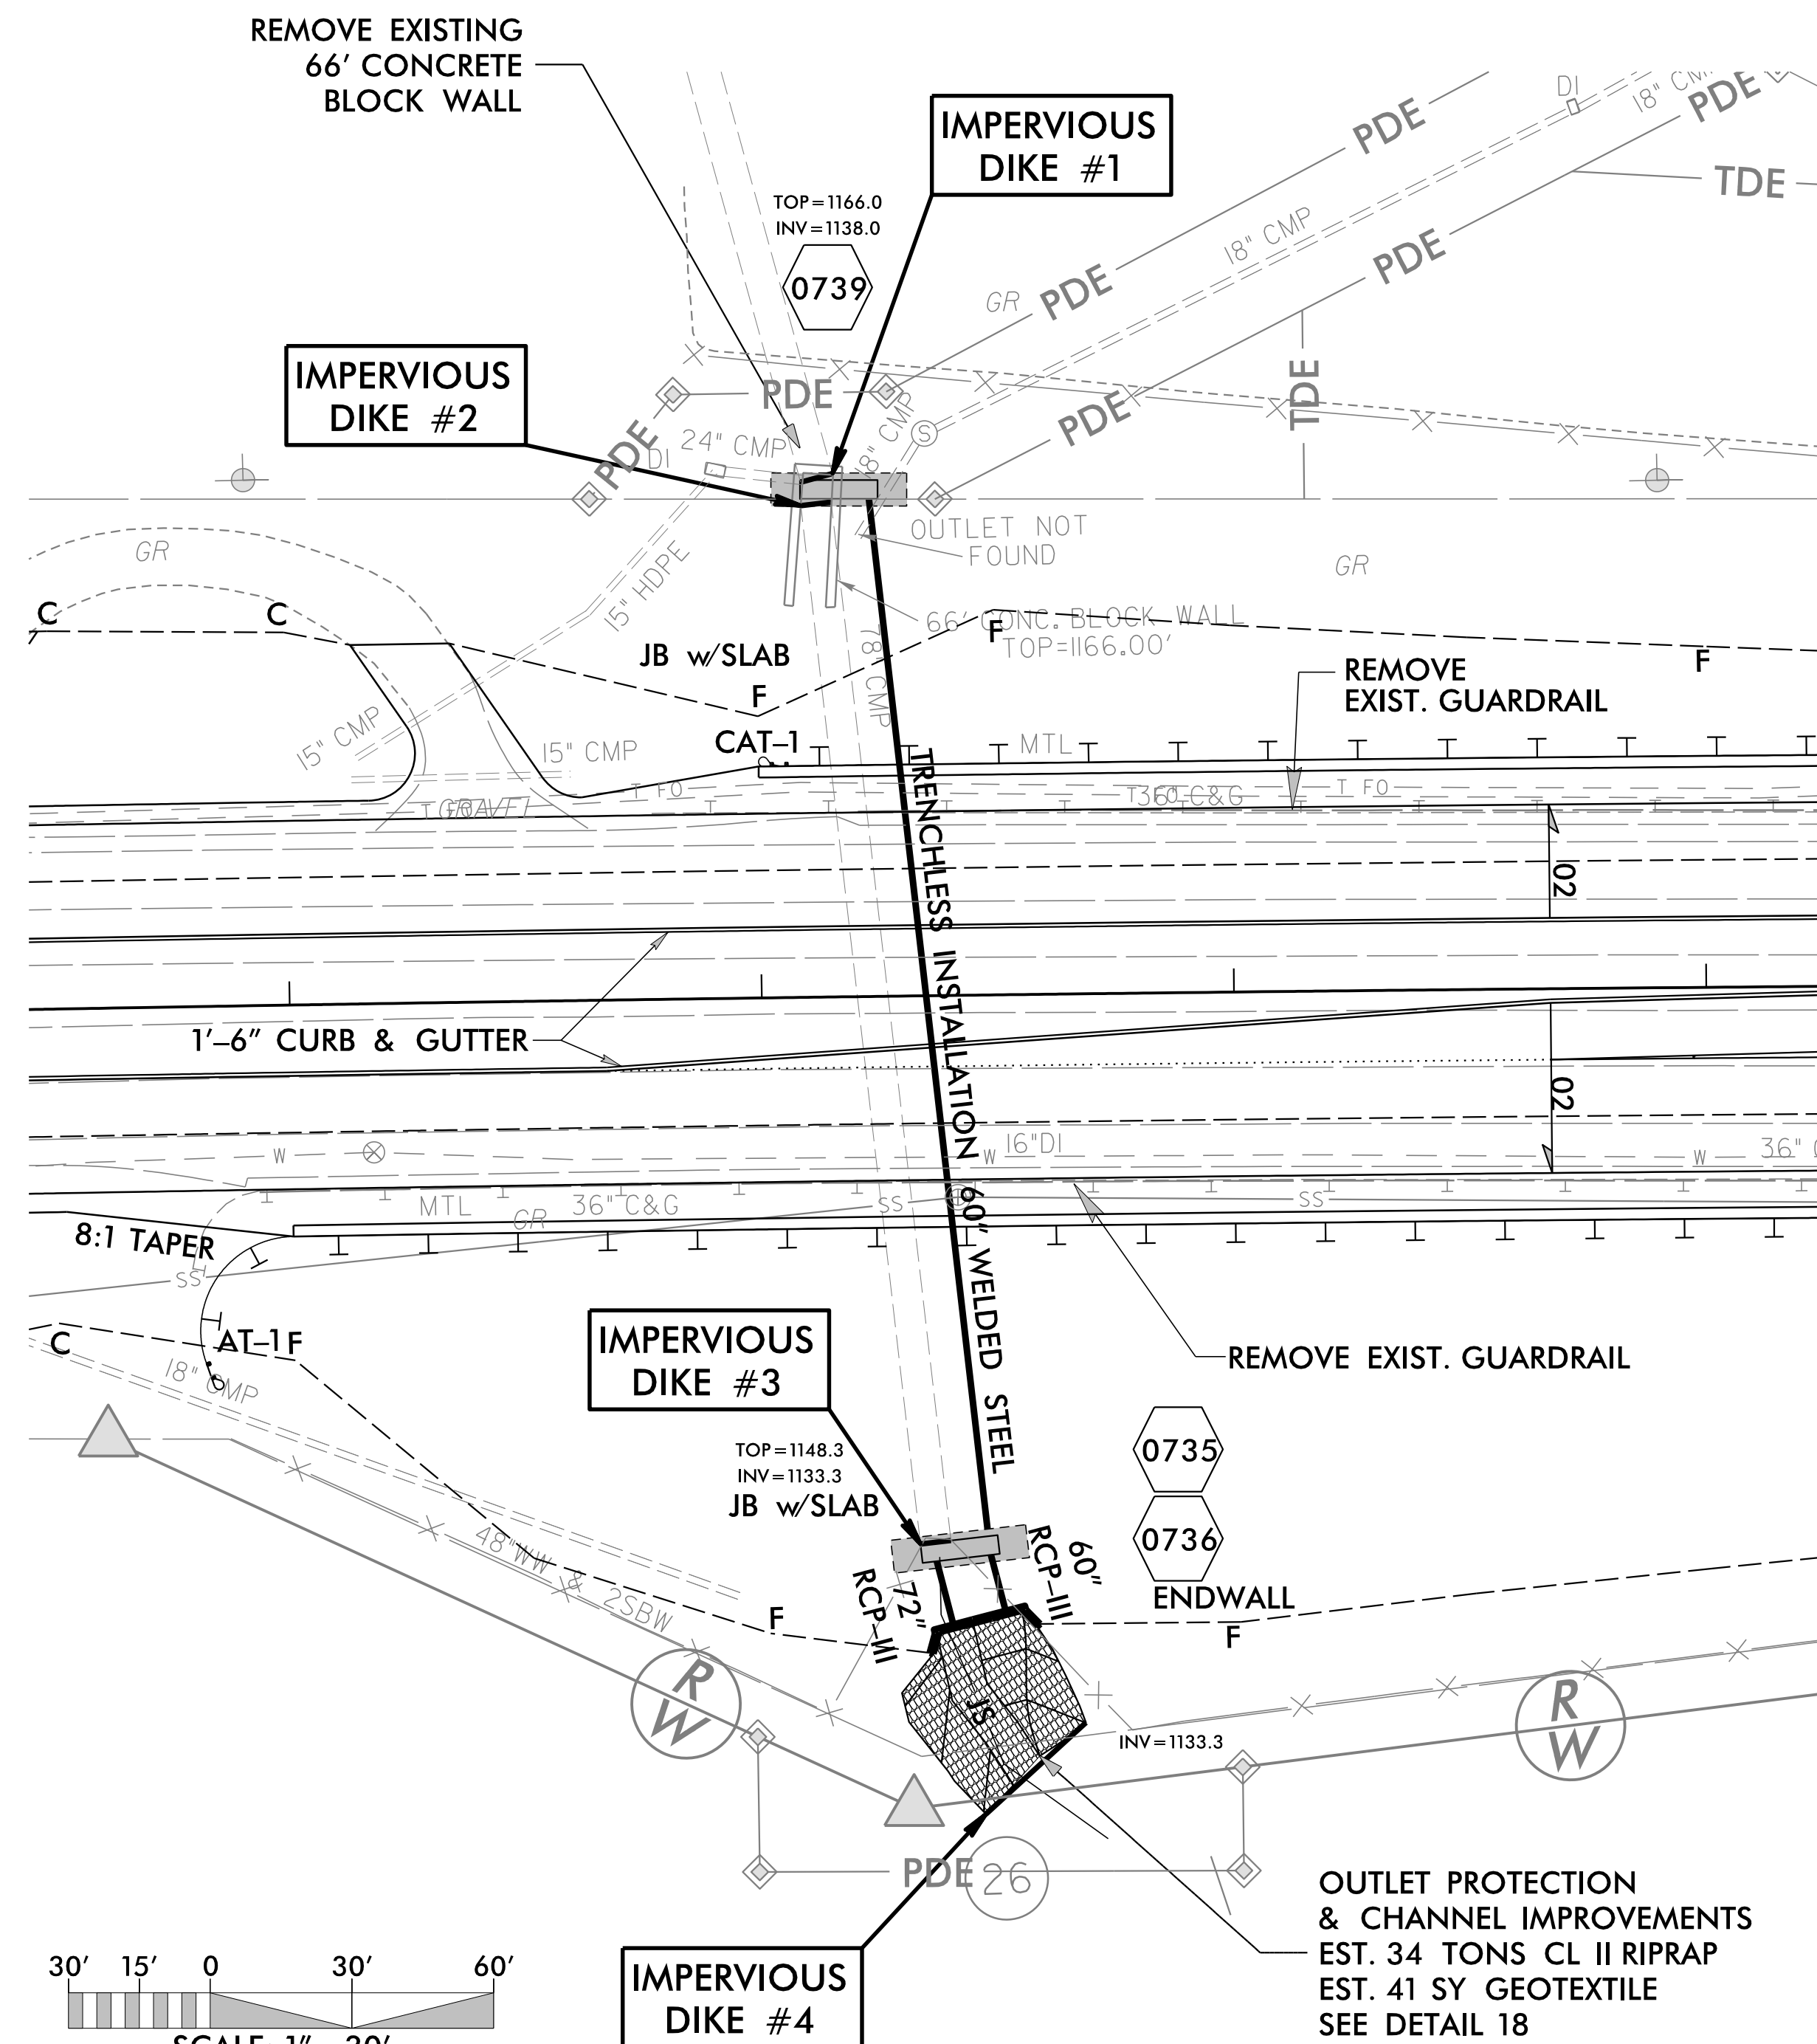 REMOVE EXISTING
66' CONCRETE
BLOCK WALL
IMPERVIOUS
DIKE #1
DI
18" CMP
PDE
PDE
TDE
TOP=1166.0
INV=1138.0
0739
18" CMP
PDE
GR
PDE
IMPERVIOUS
DIKE #2
PDE
TDE
PDE
PDE
24" CMP
18" CMP
S
DI
OUTLET NOT
FOUND
GR
GR
15" HDPE
C
C
66' CONC. BLOCK WALL
TOP=1166.00'
F
JB w/SLAB
78" CMP
F
REMOVE
EXIST. GUARDRAIL
F
15" CMP
15" CMP
CAT-1
MTL
T FO
T FO
36" C&G
T FO
T FO
GRAVEL
TRENCHLESS INSTALLATION 60" WELDED STEEL
02
1'-6" CURB & GUTTER
02
W
W
16"DI
W
36"
MTL
36" C&G
GR
SS
SS
8:1 TAPER
SS
C
AT-1
F
18" CMP
IMPERVIOUS
DIKE #3
REMOVE EXIST. GUARDRAIL
TOP=1148.3
INV=1133.3
JB w/SLAB
0735
0736
ENDWALL
48"WW & 2SBW
72"
RCP-III
60"
RCP-III
F
F
R
W
JS
INV=1133.3
R
W
PDE
26
OUTLET PROTECTION
& CHANNEL IMPROVEMENTS
EST. 34 TONS CL II RIPRAP
EST. 41 SY GEOTEXTILE
SEE DETAIL 18
IMPERVIOUS
DIKE #4
30' 15' 0 30' 60'